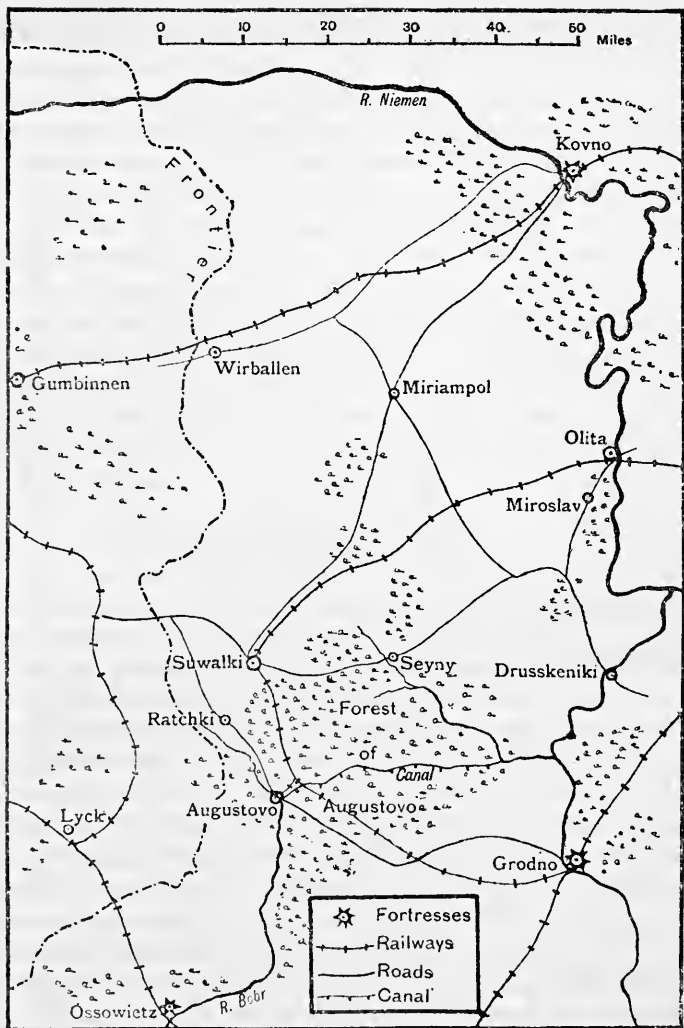 0 10 20 30 40 50 Miles
R. Niemen
Kovno
Frontier
Wirballen
Gumbinnen
Miriampol
Olita
Miroslav
Suwalki
Seyny
Drusskeniki
Ratchki
Forest
of
Canal
Augustovo
Augustovo
Lyck
Grodno
Fortresses
Railways
Roads
Canal
Ossowietz
R. Bobr